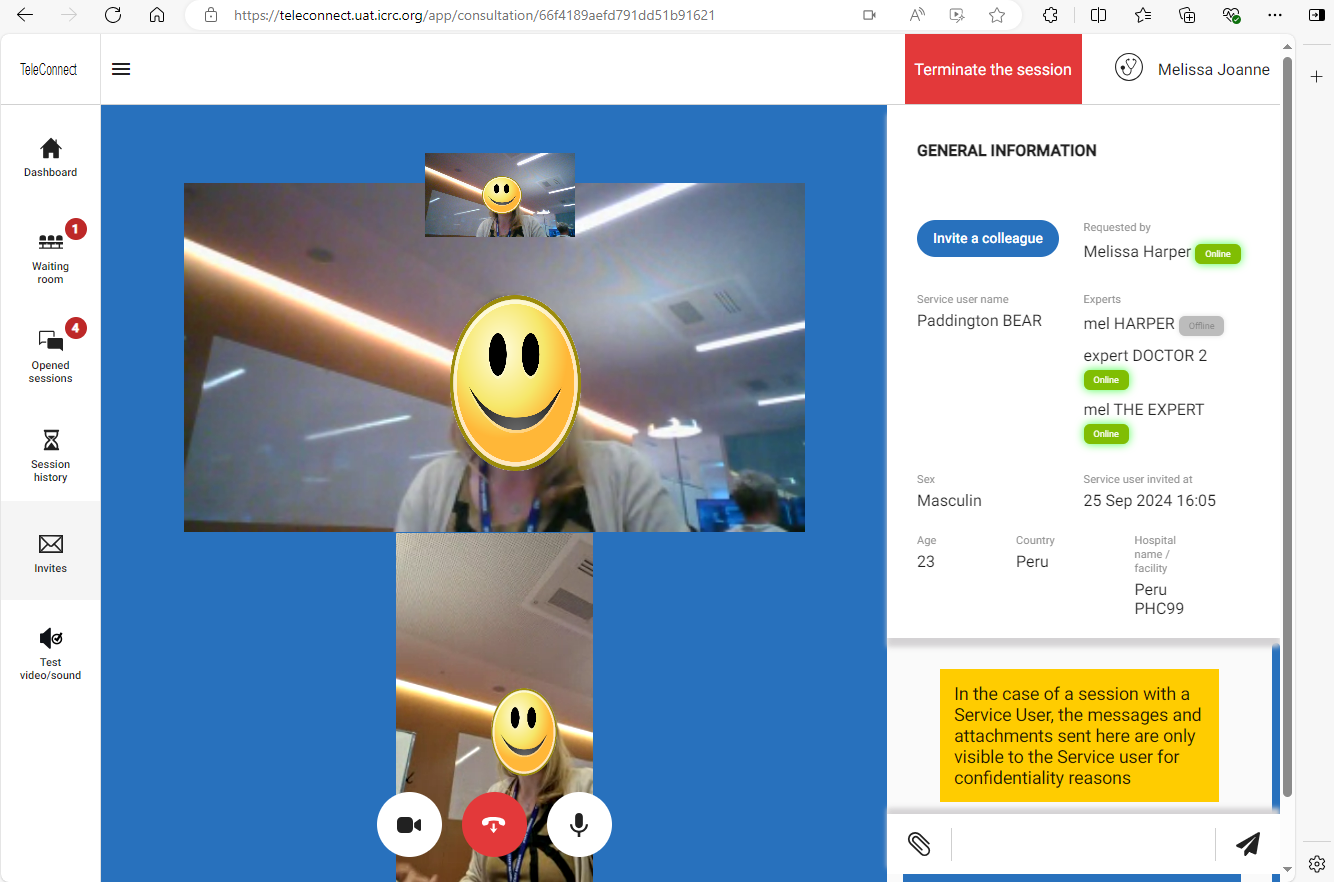 https://teleconnect.uat.icrc.org/app/consultation/66f4189aefd791dd51b91621
TeleConnect
Terminate the session
Melissa Joanne
Dashboard
1
Waiting
room
4
Opened
sessions
Session
history
Invites
Test
video/sound
GENERAL INFORMATION
Invite a colleague
Requested by
Melissa Harper Online
Service user name
Paddington BEAR
Experts
mel HARPER Offline
expert DOCTOR 2
Online
mel THE EXPERT
Online
Sex
Masculin
Service user invited at
25 Sep 2024 16:05
Age
23
Country
Peru
Hospital
name /
facility
Peru
PHC99
In the case of a session with a
Service User, the messages and
attachments sent here are only
visible to the Service user for
confidentiality reasons